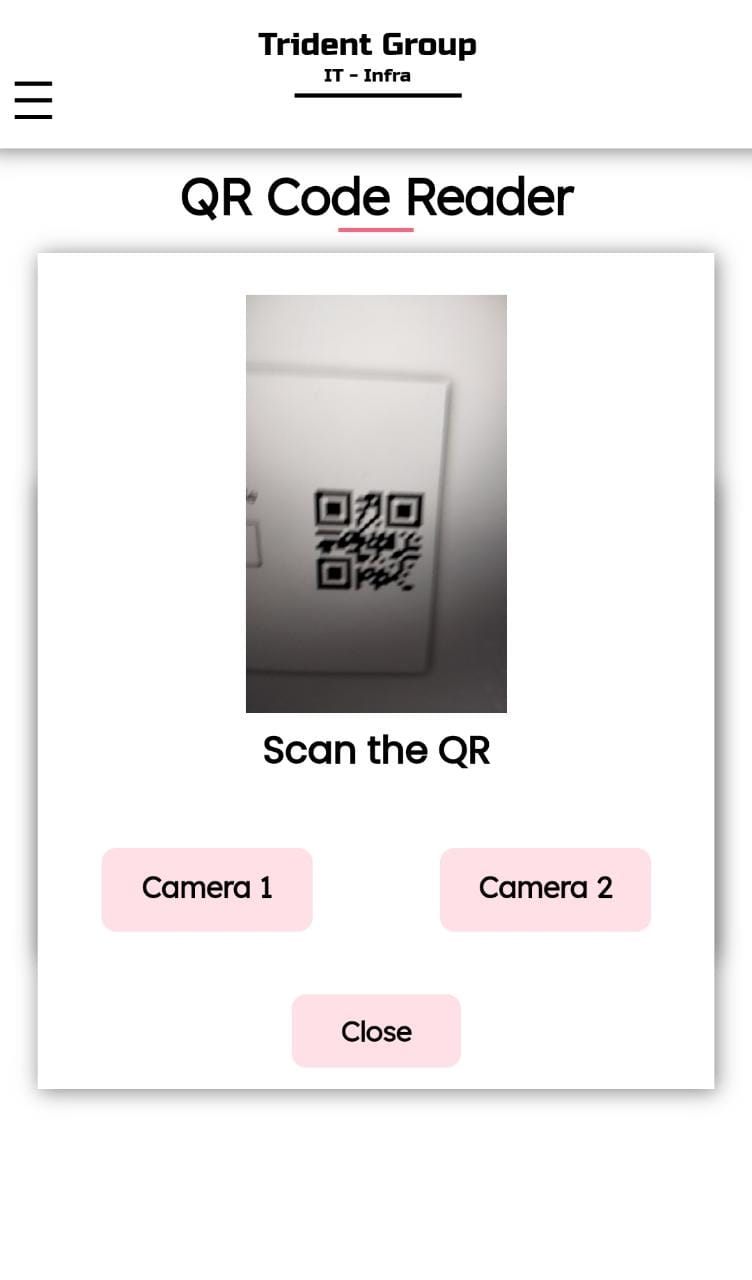 Trident Group
IT - Infra
QR Code Reader
Scan the QR
Camera 1
Camera 2
Close